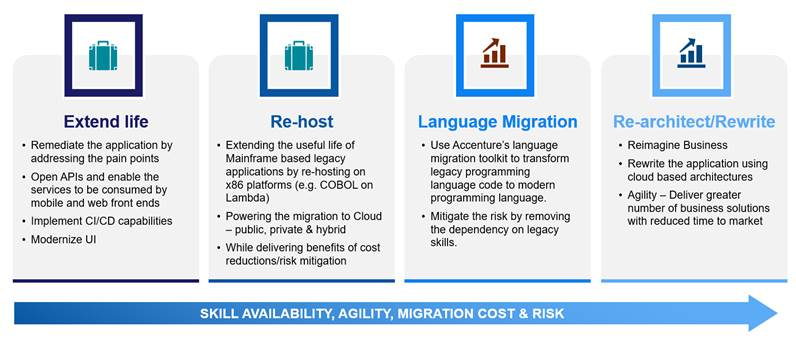 Extend life
• Remediate the application by
addressing the pain points
• Open APIs and enable the
services to be consumed by
mobile and web front ends
• Implement CI/CD capabilities
• Modernize UI
Re-host
• Extending the useful life of
Mainframe based legacy
applications by re-hosting on
x86 platforms (e.g. COBOL on
Lambda)
• Powering the migration to Cloud
– public, private & hybrid
• While delivering benefits of cost
reductions/risk mitigation
Language Migration
• Use Accenture's language
migration toolkit to transform
legacy programming
language code to modern
programming language.
• Mitigate the risk by removing
the dependency on legacy
skills.
Re-architect/Rewrite
• Reimagine Business
• Rewrite the application using
cloud based architectures
• Agility – Deliver greater
number of business solutions
with reduced time to market
SKILL AVAILABILITY, AGILITY, MIGRATION COST & RISK